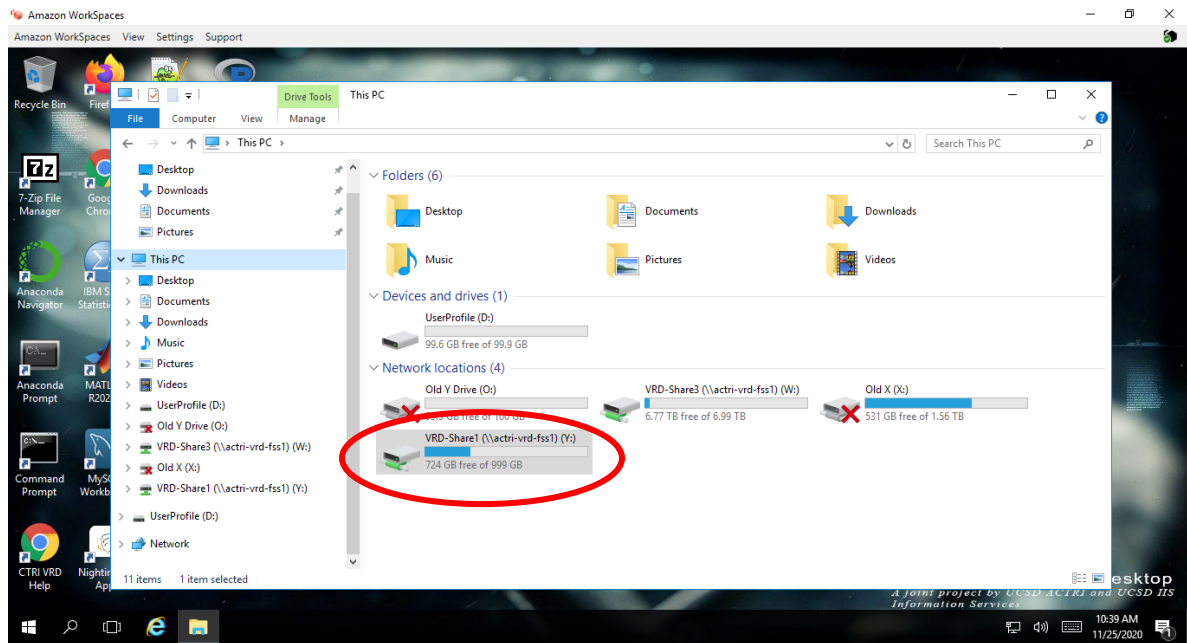 Amazon WorkSpaces
Amazon WorkSpaces View Settings Support
Recycle Bin
Drive Tools This PC
File Computer View Manage
This PC
Search This PC
7-Zip File
Manager
Anaconda
Navigator
IBM
Anaconda
Prompt
Command
Prompt
CTRI VRD
Help
Desktop
Downloads
Documents
Pictures
This PC
Desktop
Documents
Downloads
Music
Pictures
Videos
UserProfile (D:)
Old Y Drive (O:)
VRD-Share3 (\\actri-vrd-fss1) (W:)
Old X (X:)
VRD-Share1 (\\actri-vrd-fss1) (Y:)
UserProfile (D:)
Network
Folders (6)
Desktop Documents Downloads
Music Pictures Videos
Devices and drives (1)
UserProfile (D:)
99.6 GB free of 99.9 GB
Network locations (4)
Old Y Drive (O:) VRD-Share3 (\\actri-vrd-fss1) (W:) Old X (X:)
GB free of 100 GB 6.77 TB free of 6.99 TB 531 GB free of 1.56 TB
VRD-Share1 (\\actri-vrd-fss1) (Y:)
724 GB free of 999 GB
11 items 1 item selected
esktop
A joint project by UCSD ACTRI and UCSD IIS
Information Services
10:39 AM
11/25/2020
1